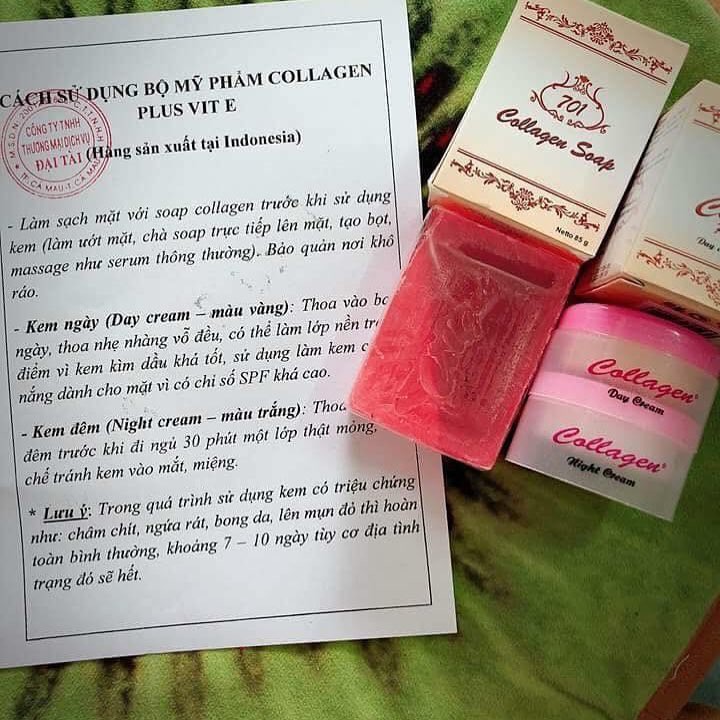 CÁCH SỬ DỤNG BỘ MỸ PHẨM COLLAGEN
PLUS VIT E
(Hàng sản xuất tại Indonesia)
CÔNG TY TNHH
THƯƠNG MẠI DỊCH VỤ
ĐẠI TÀI
TP. CÀ MAU - T. CÀ MAU
- Làm sạch mặt với soap collagen trước khi sử dụng
kem (làm ướt mặt, chà soap trực tiếp lên mặt, tạo bọt,
massage như serum thông thường). Bảo quản nơi khô
ráo.
- Kem ngày (Day cream – màu vàng): Thoa vào
ngày, thoa nhẹ nhàng vỗ đều, có thể làm lớp nền
điểm vì kem kìm dầu khá tốt, sử dụng làm kem
nắng dành cho mặt vì có chỉ số SPF khá cao.
- Kem đêm (Night cream – màu trắng): Thoa
đêm trước khi đi ngủ 30 phút một lớp thật mỏng,
chế tránh kem vào mắt, miệng.
* Lưu ý: Trong quá trình sử dụng kem có triệu chứng
như: châm chít, ngứa rát, bong da, lên mụn đỏ thì hoàn
toàn bình thường, khoảng 7 – 10 ngày tùy cơ địa tình
trạng đó sẽ hết.
701
Collagen Soap
Netto 85 g
Day
Collagen
Day Cream
Collagen
Night Cream